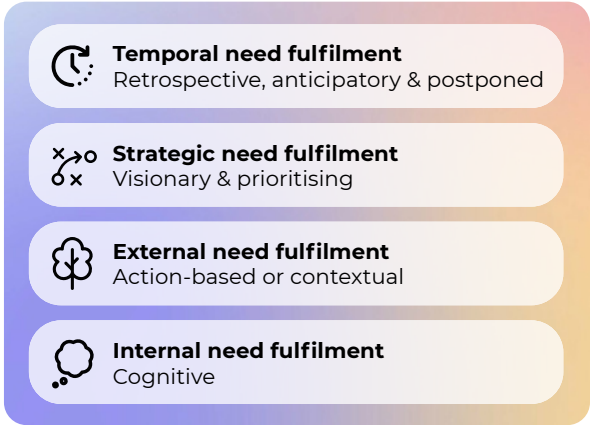 Temporal need fulfilment
Retrospective, anticipatory & postponed
Strategic need fulfilment
Visionary & prioritising
External need fulfilment
Action-based or contextual
Internal need fulfilment
Cognitive